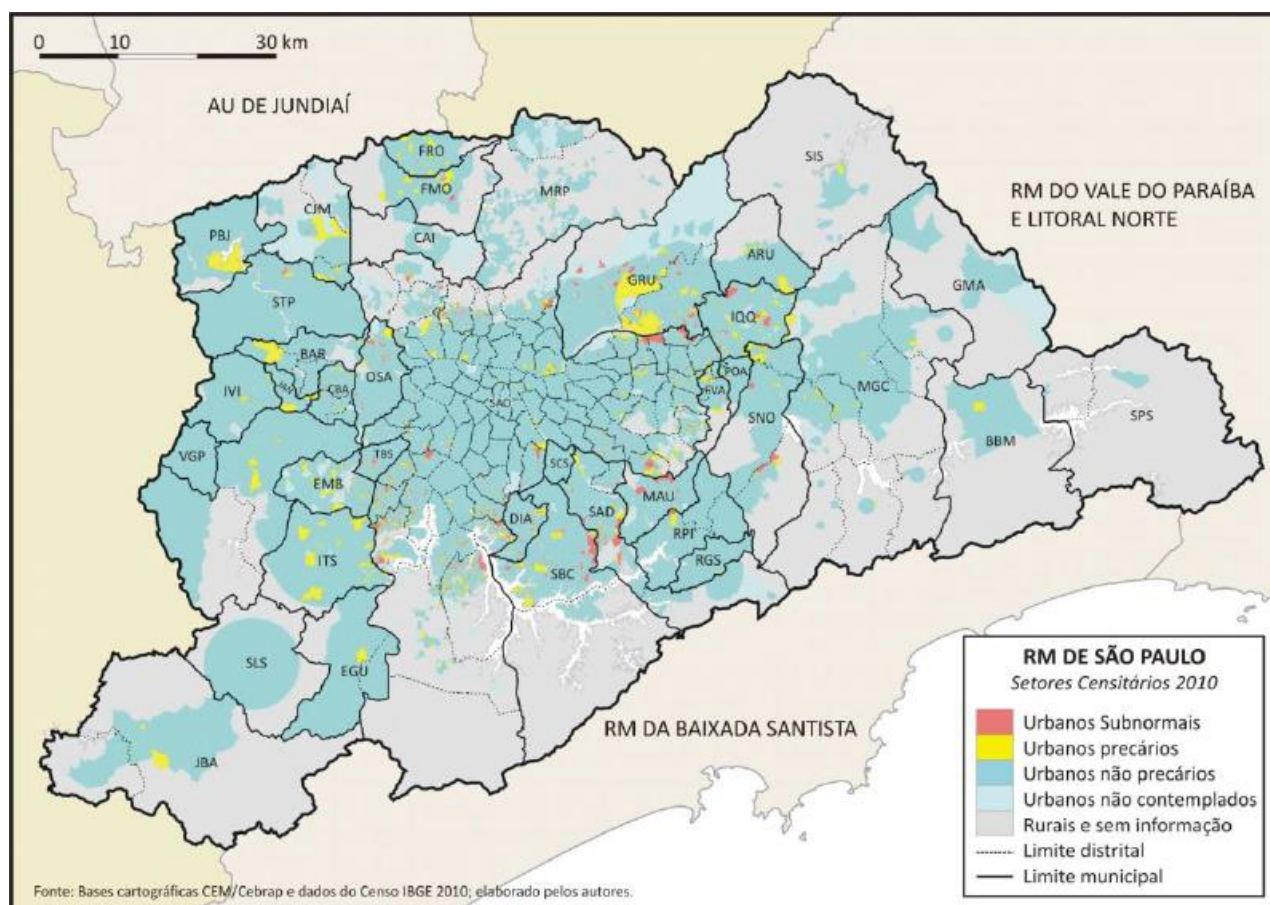 0 10 30 km
AU DE JUNDIAÍ
RM DO VALE DO PARAÍBA
E LITORAL NORTE
FRO
FMO
MRP
SIS
CJM
PBJ
CAI
ARU
GMA
STP
GRU
IQQ
BAR
OSA
POA
IVI
CBA
SAO
FVA
MGC
SNO
SPS
BBM
VGP
TBS
SCS
EMB
MAU
DIA
SAD
ITS
RPI
SBC
RGS
SLS
EGU
JBA
RM DA BAIXADA SANTISTA
RM DE SÃO PAULO
Setores Censitários 2010
Urbanos Subnormais
Urbanos precários
Urbanos não precários
Urbanos não contemplados
Rurais e sem informação
Limite distrital
Limite municipal
Fonte: Bases cartográficas CEM/Cebrap e dados do Censo IBGE 2010; elaborado pelos autores.